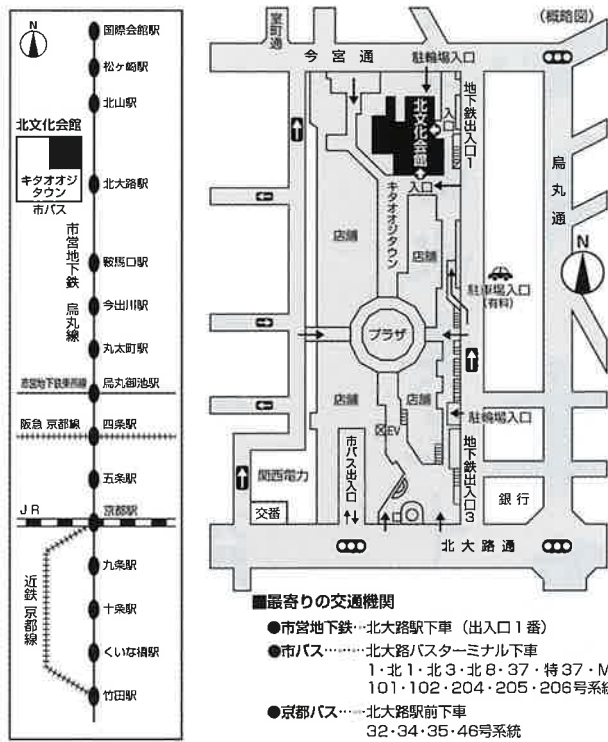 N
国際会館駅
松ヶ崎駅
北山駅
北文化会館
キタオオジ
タウン
市バス
北大路駅
市営地下鉄 烏丸線
鞍馬口駅
今出川駅
丸太町駅
市営地下鉄東西線
烏丸御池駅
阪急 京都線
四条駅
五条駅
JR
京都駅
九条駅
近鉄京都線
十条駅
くいな橋駅
竹田駅
(概略図)
室町通
今宮通
駐輪場入口
地下鉄出入口1
北文化会館
入口
入口
烏丸通
キタオオジタウン
店舗
店舗
N
駐車場入口
(有料)
プラザ
店舗
店舗
駐輪場入口
EV
市バス出入口
関西電力
地下鉄出入口3
交番
銀行
北大路通
■最寄りの交通機関
●市営地下鉄…北大路駅下車 (出入口1番)
●市バス………北大路バスターミナル下車
1・北1・北3・北8・37・特37・M
101・102・204・205・206号系統
●京都バス……北大路駅前下車
32・34・35・46号系統